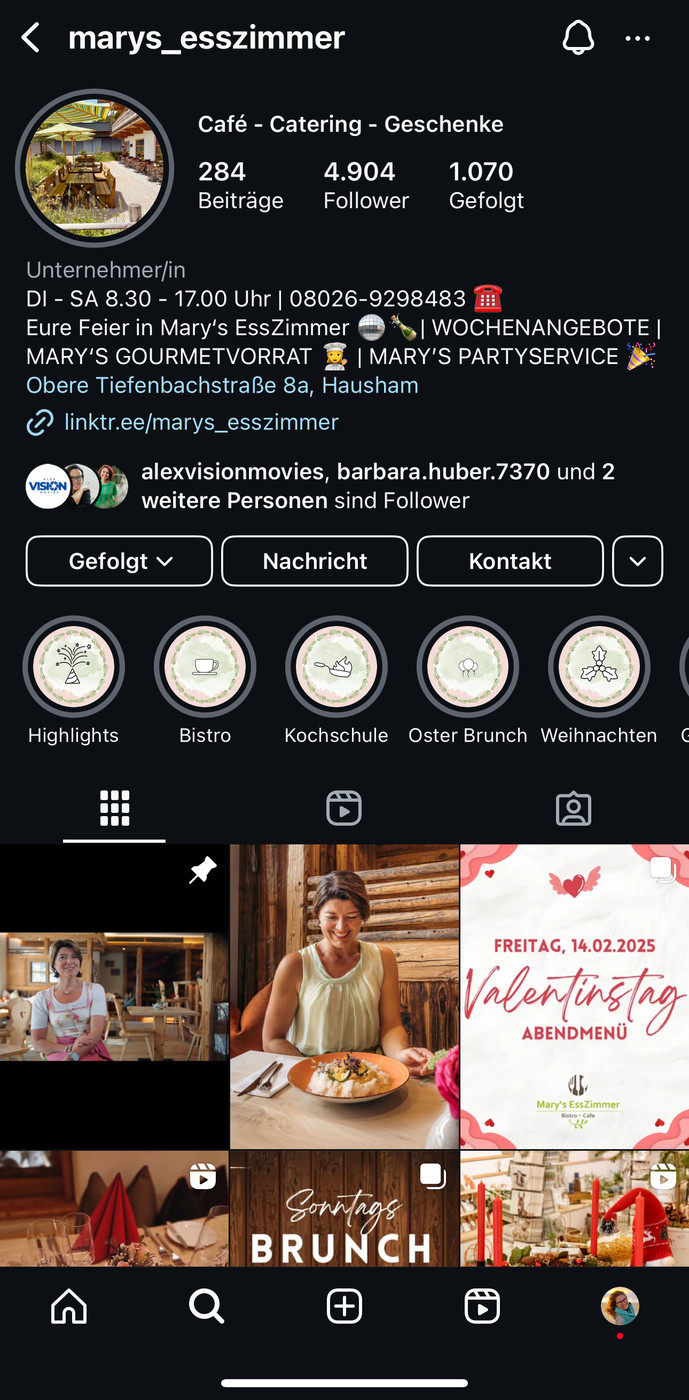 marys_esszimmer
Café - Catering - Geschenke
284 4.904 1.070
Beiträge Follower Gefolgt
Unternehmer/in
DI - SA 8.30 - 17.00 Uhr | 08026-9298483 ☎️
Eure Feier in Mary‘s EssZimmer 🪩🍾| WOCHENANGEBOTE |
MARY‘S GOURMETVORRAT 👩‍🍳 | MARY’S PARTYSERVICE 🎉
Obere Tiefenbachstraße 8a, Hausham
linktr.ee/marys_esszimmer
VISION
alexvisionmovies, barbara.huber.7370 und 2
weitere Personen sind Follower
Gefolgt Nachricht Kontakt
Highlights Bistro Kochschule Oster Brunch Weihnachten
FREITAG, 14.02.2025
Valentinstag
ABENDMENÜ
Mary's EssZimmer
Bistro • Cafe
Sonntags
BRUNCH